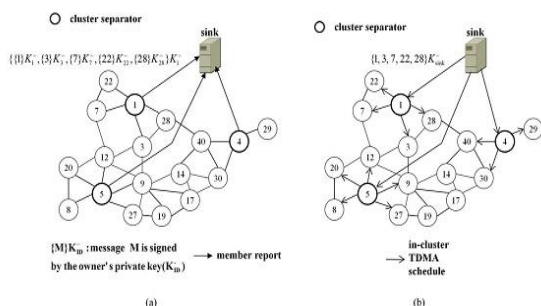 cluster separator
sink
{{1}K₁⁻,{3}K₃⁻,{7}K₇⁻,{22}K₂₂⁻,{28}K₂₈⁻}K₁⁻
22
7
1
28
3
40
4
29
12
20
5
9
14
30
8
27
19
17
{M}K⁻ID : message M is signed
by the owner's private key(K⁻ID)
member report
(a)
cluster separator
sink
{1, 3, 7, 22, 28}K⁻sink
22
7
1
28
3
40
4
29
12
20
5
9
14
30
8
27
19
17
in-cluster
TDMA
schedule
(b)